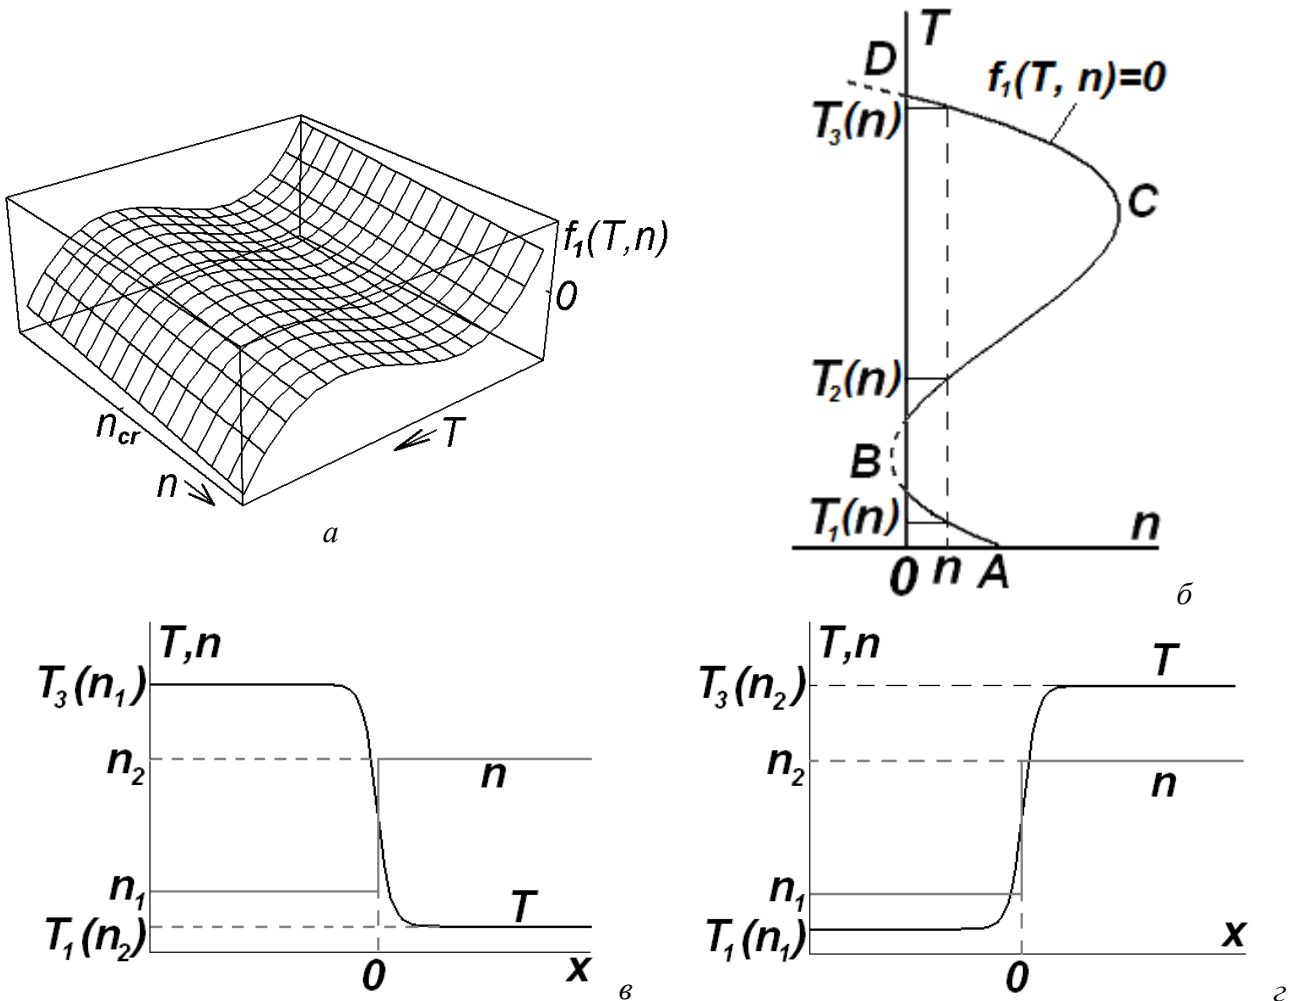 f₁(T,n)
0
T
n_cr
n
а
T
D
f₁(T, n)=0
T₃(n)
C
T₂(n)
B
T₁(n)
n
0 n A
б
T,n
T₃(n₁)
n₂
n
n₁
T
T₁(n₂)
0
x
в
T,n
T
T₃(n₂)
n₂
n
n₁
T₁(n₁)
x
0
г